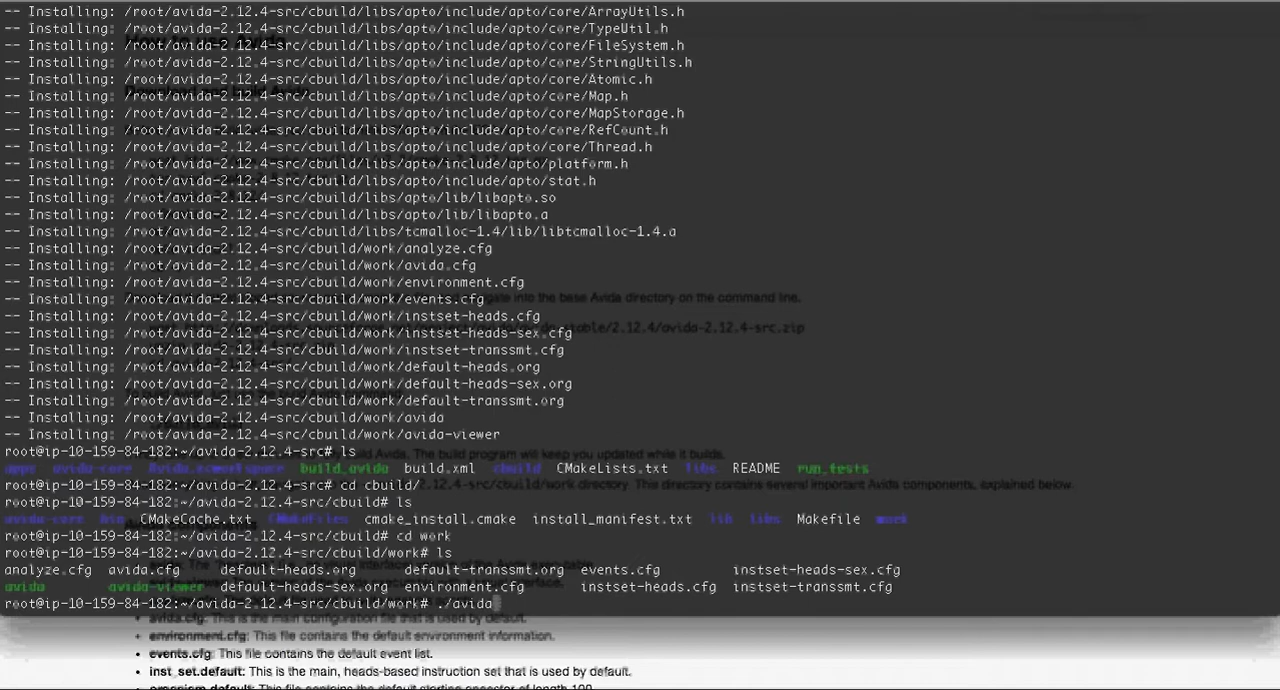 -- Installing: /root/avida-2.12.4-src/cbuild/libs/apto/include/apto/core/ArrayUtils.h
-- Installing: /root/avida-2.12.4-src/cbuild/libs/apto/include/apto/core/TypeUtil.h
-- Installing: /root/avida-2.12.4-src/cbuild/libs/apto/include/apto/core/FileSystem.h
-- Installing: /root/avida-2.12.4-src/cbuild/libs/apto/include/apto/core/StringUtils.h
-- Installing: /root/avida-2.12.4-src/cbuild/libs/apto/include/apto/core/Atomic.h
-- Installing: /root/avida-2.12.4-src/cbuild/libs/apto/include/apto/core/Map.h
-- Installing: /root/avida-2.12.4-src/cbuild/libs/apto/include/apto/core/MapStorage.h
-- Installing: /root/avida-2.12.4-src/cbuild/libs/apto/include/apto/core/RefCount.h
-- Installing: /root/avida-2.12.4-src/cbuild/libs/apto/include/apto/core/Thread.h
-- Installing: /root/avida-2.12.4-src/cbuild/libs/apto/include/apto/platform.h
-- Installing: /root/avida-2.12.4-src/cbuild/libs/apto/include/apto/stat.h
-- Installing: /root/avida-2.12.4-src/cbuild/libs/apto/lib/libapto.so
-- Installing: /root/avida-2.12.4-src/cbuild/libs/apto/lib/libapto.a
-- Installing: /root/avida-2.12.4-src/cbuild/libs/tcmalloc-1.4/lib/libtcmalloc-1.4.a
-- Installing: /root/avida-2.12.4-src/cbuild/work/analyze.cfg
-- Installing: /root/avida-2.12.4-src/cbuild/work/avida.cfg
-- Installing: /root/avida-2.12.4-src/cbuild/work/environment.cfg
-- Installing: /root/avida-2.12.4-src/cbuild/work/events.cfg
-- Installing: /root/avida-2.12.4-src/cbuild/work/instset-heads.cfg
-- Installing: /root/avida-2.12.4-src/cbuild/work/instset-heads-sex.cfg
-- Installing: /root/avida-2.12.4-src/cbuild/work/instset-transsmt.cfg
-- Installing: /root/avida-2.12.4-src/cbuild/work/default-heads.org
-- Installing: /root/avida-2.12.4-src/cbuild/work/default-heads-sex.org
-- Installing: /root/avida-2.12.4-src/cbuild/work/default-transsmt.org
-- Installing: /root/avida-2.12.4-src/cbuild/work/avida
-- Installing: /root/avida-2.12.4-src/cbuild/work/avida-viewer
root@ip-10-159-84-182:~/avida-2.12.4-src# ls
apps avida-core Avida.xcworkspace build_avida build.xml cbuild CMakeLists.txt libs README run_tests
root@ip-10-159-84-182:~/avida-2.12.4-src# cd cbuild/
root@ip-10-159-84-182:~/avida-2.12.4-src/cbuild# ls
avida-core bin CMakeCache.txt CMakeFiles cmake_install.cmake install_manifest.txt lib libs Makefile work
root@ip-10-159-84-182:~/avida-2.12.4-src/cbuild# cd work
root@ip-10-159-84-182:~/avida-2.12.4-src/cbuild/work# ls
analyze.cfg avida.cfg default-heads.org default-transsmt.org events.cfg instset-heads-sex.cfg
avida avida-viewer default-heads-sex.org environment.cfg instset-heads.cfg instset-transsmt.cfg
root@ip-10-159-84-182:~/avida-2.12.4-src/cbuild/work# ./avida
• avida.cfg: This is the main configuration file that is used by default.
• environment.cfg: This file contains the default environment information.
• events.cfg: This file contains the default event list.
• inst_set.default: This is the main, heads-based instruction set that is used by default.
• organism.default: This file contains the default starting ancestor of length 100.